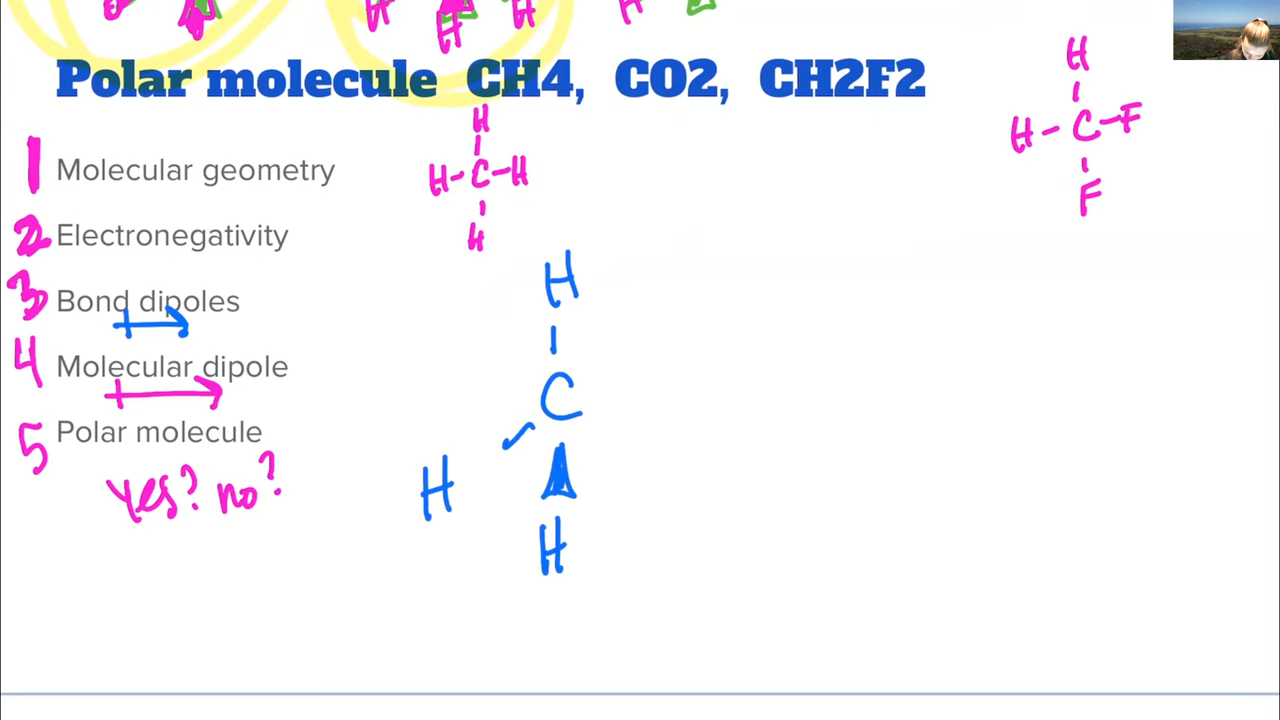 H H H H
Polar molecule CH4, CO2, CH2F2
H
H-C-F
F
H
H-C-H
H
1 Molecular geometry
2 Electronegativity
3 Bond dipoles
4 Molecular dipole
5 Polar molecule
yes? no?
H
C
H
H